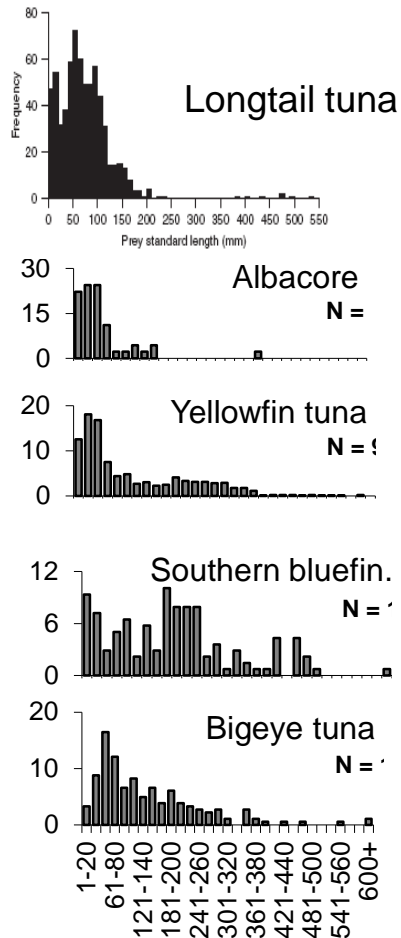 80
60
40
20
0
Frequency
Longtail tuna
0 50 100 150 200 250 300 350 400 450 500 550
Prey standard length (mm)
30
15
0
Albacore
N =
20
10
0
Yellowfin tuna
N =
12
6
0
Southern bluefin.
N =
20
10
0
Bigeye tuna
N =
1-20
61-80
121-140
181-200
241-260
301-320
361-380
421-440
481-500
541-560
600+